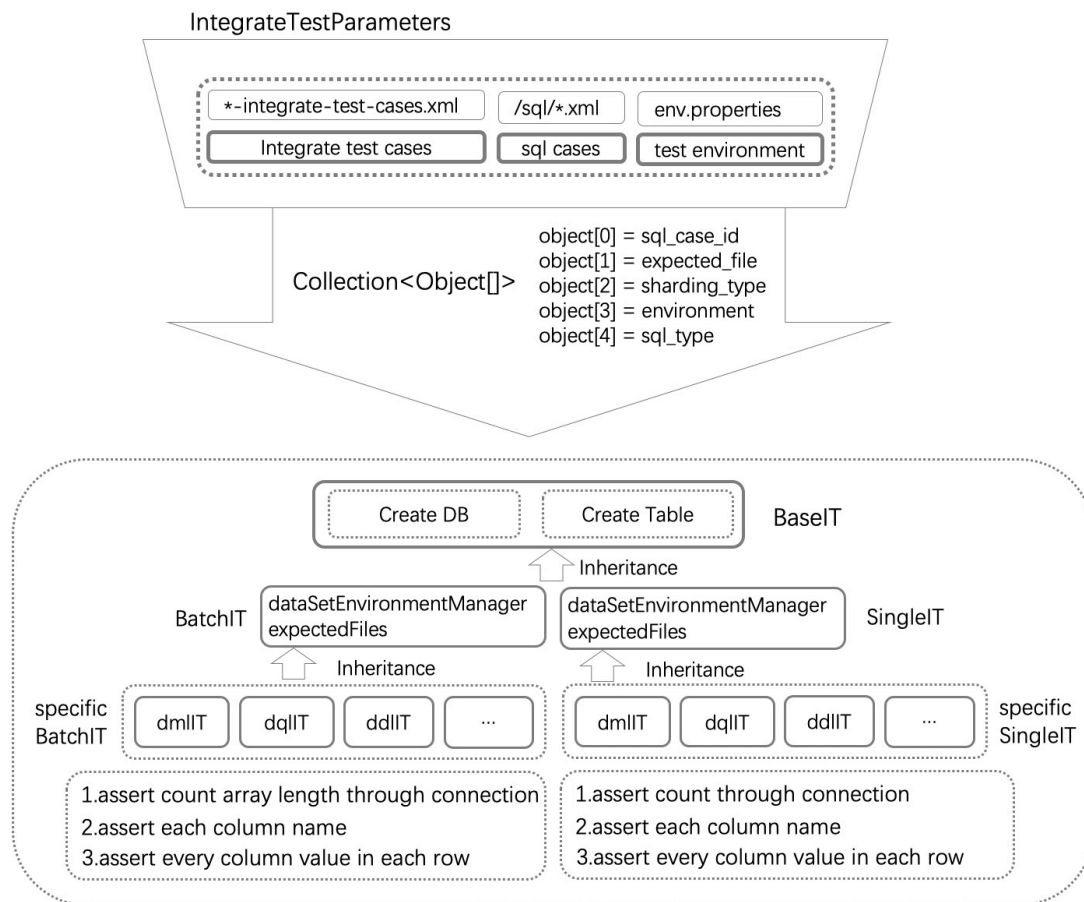 IntegrateTestParameters
*-integrate-test-cases.xml
/sql/*.xml
env.properties
Integrate test cases
sql cases
test environment
Collection<Object[]>
object[0] = sql_case_id
object[1] = expected_file
object[2] = sharding_type
object[3] = environment
object[4] = sql_type
Create DB
Create Table
BaseIT
Inheritance
BatchIT
dataSetEnvironmentManager
expectedFiles
dataSetEnvironmentManager
expectedFiles
SingleIT
Inheritance
Inheritance
specific
BatchIT
dmlIT
dqlIT
ddlIT
...
dmlIT
dqlIT
ddlIT
...
specific
SingleIT
1.assert count array length through connection
2.assert each column name
3.assert every column value in each row
1.assert count through connection
2.assert each column name
3.assert every column value in each row